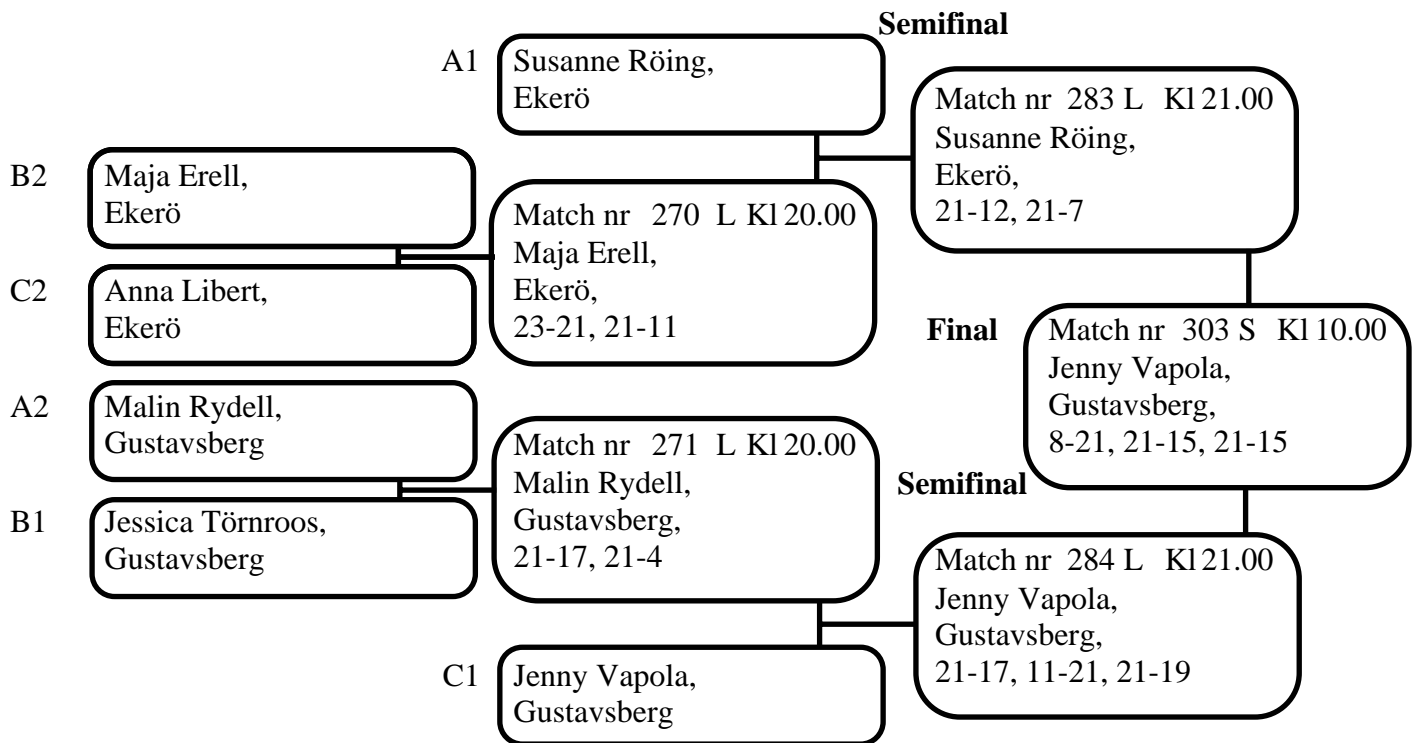 Semifinal
A1
Susanne Röing,
Ekerö
Match nr 283 L Kl 21.00
Susanne Röing,
Ekerö,
21-12, 21-7
B2
Maja Erell,
Ekerö
Match nr 270 L Kl 20.00
Maja Erell,
Ekerö,
23-21, 21-11
C2
Anna Libert,
Ekerö
Final
Match nr 303 S Kl 10.00
Jenny Vapola,
Gustavsberg,
8-21, 21-15, 21-15
A2
Malin Rydell,
Gustavsberg
Match nr 271 L Kl 20.00
Malin Rydell,
Gustavsberg,
21-17, 21-4
Semifinal
B1
Jessica Törnroos,
Gustavsberg
Match nr 284 L Kl 21.00
Jenny Vapola,
Gustavsberg,
21-17, 11-21, 21-19
C1
Jenny Vapola,
Gustavsberg